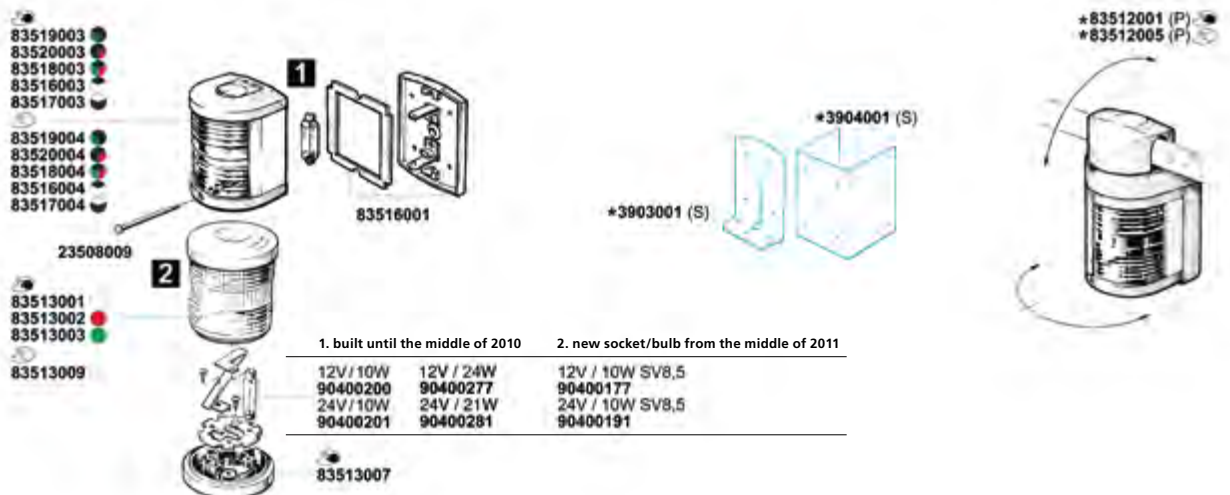 83519003
83520003
83518003
83516003
83517003
83519004
83520004
83518004
83516004
83517004
1
83516001
23508009
2
83513001
83513002
83513003
83513009
1. built until the middle of 2010 2. new socket/bulb from the middle of 2011
12V/10W 12V / 24W 12V / 10W SV8,5
90400200 90400277 90400177
24V/10W 24V / 21W 24V / 10W SV8,5
90400201 90400281 90400191
83513007
*3904001 (S)
*3903001 (S)
*83512001 (P)
*83512005 (P)